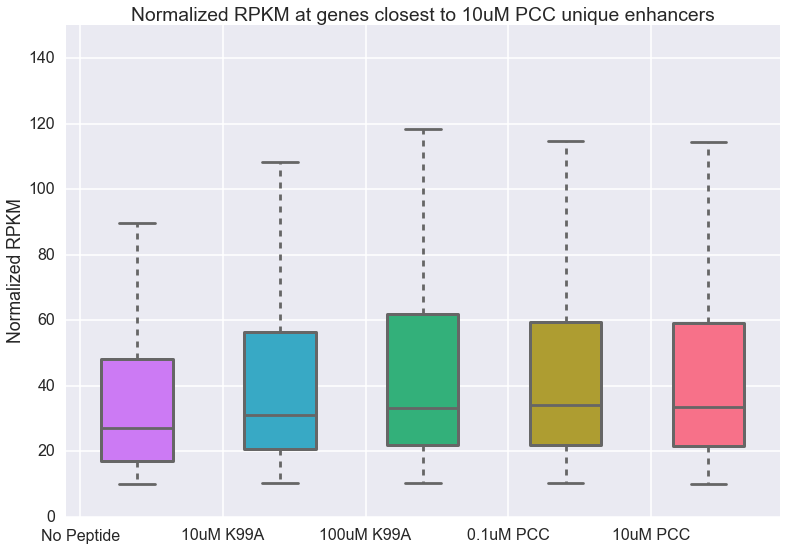 Normalized RPKM at genes closest to 10uM PCC unique enhancers
Normalized RPKM
140
120
100
80
60
40
20
0
No Peptide
10uM K99A
100uM K99A
0.1uM PCC
10uM PCC